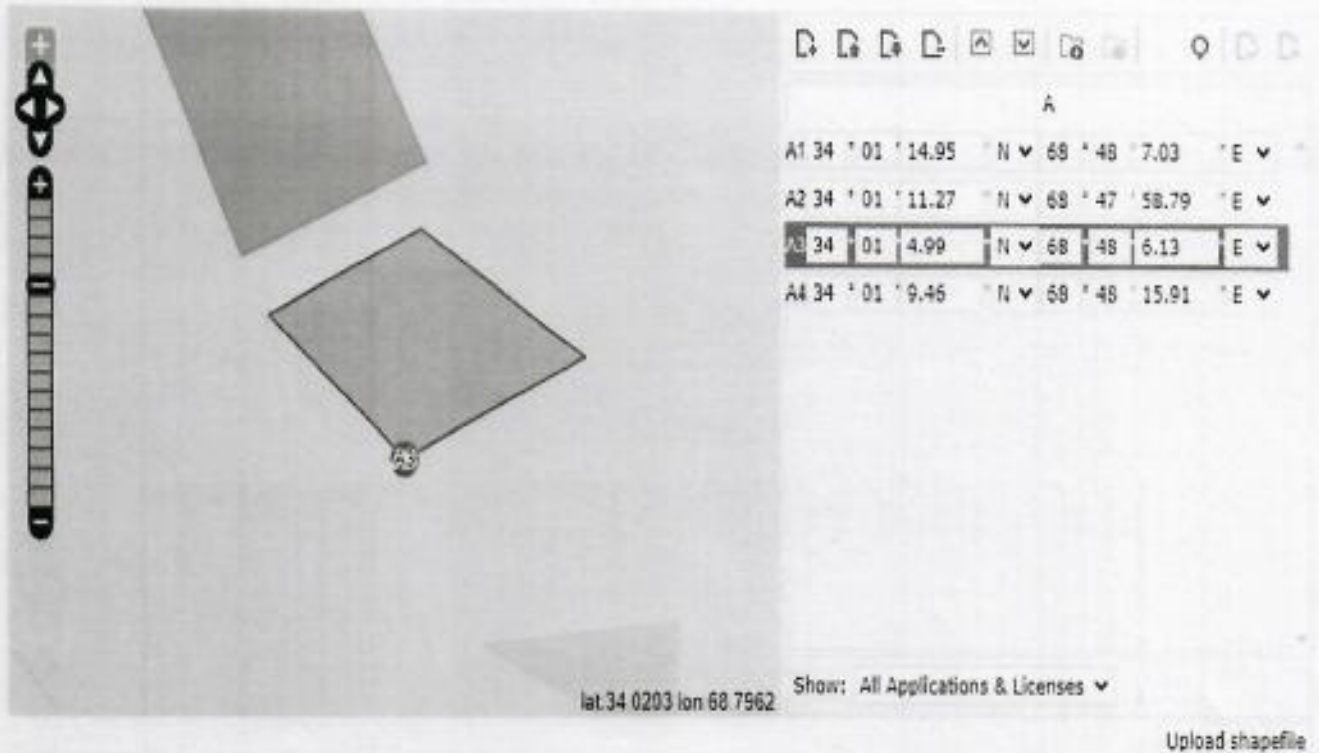 A
A1 34 ° 01 ' 14.95 " N 68 ° 48 ' 7.03 " E
A2 34 ° 01 ' 11.27 " N 68 ° 47 ' 58.79 " E
A3 34 ° 01 ' 4.99 " N 68 ° 48 ' 6.13 " E
A4 34 ° 01 ' 9.46 " N 68 ° 48 ' 15.91 " E
A3
lat 34.0203 lon 68.7962
Show: All Applications & Licenses
Upload shapefile